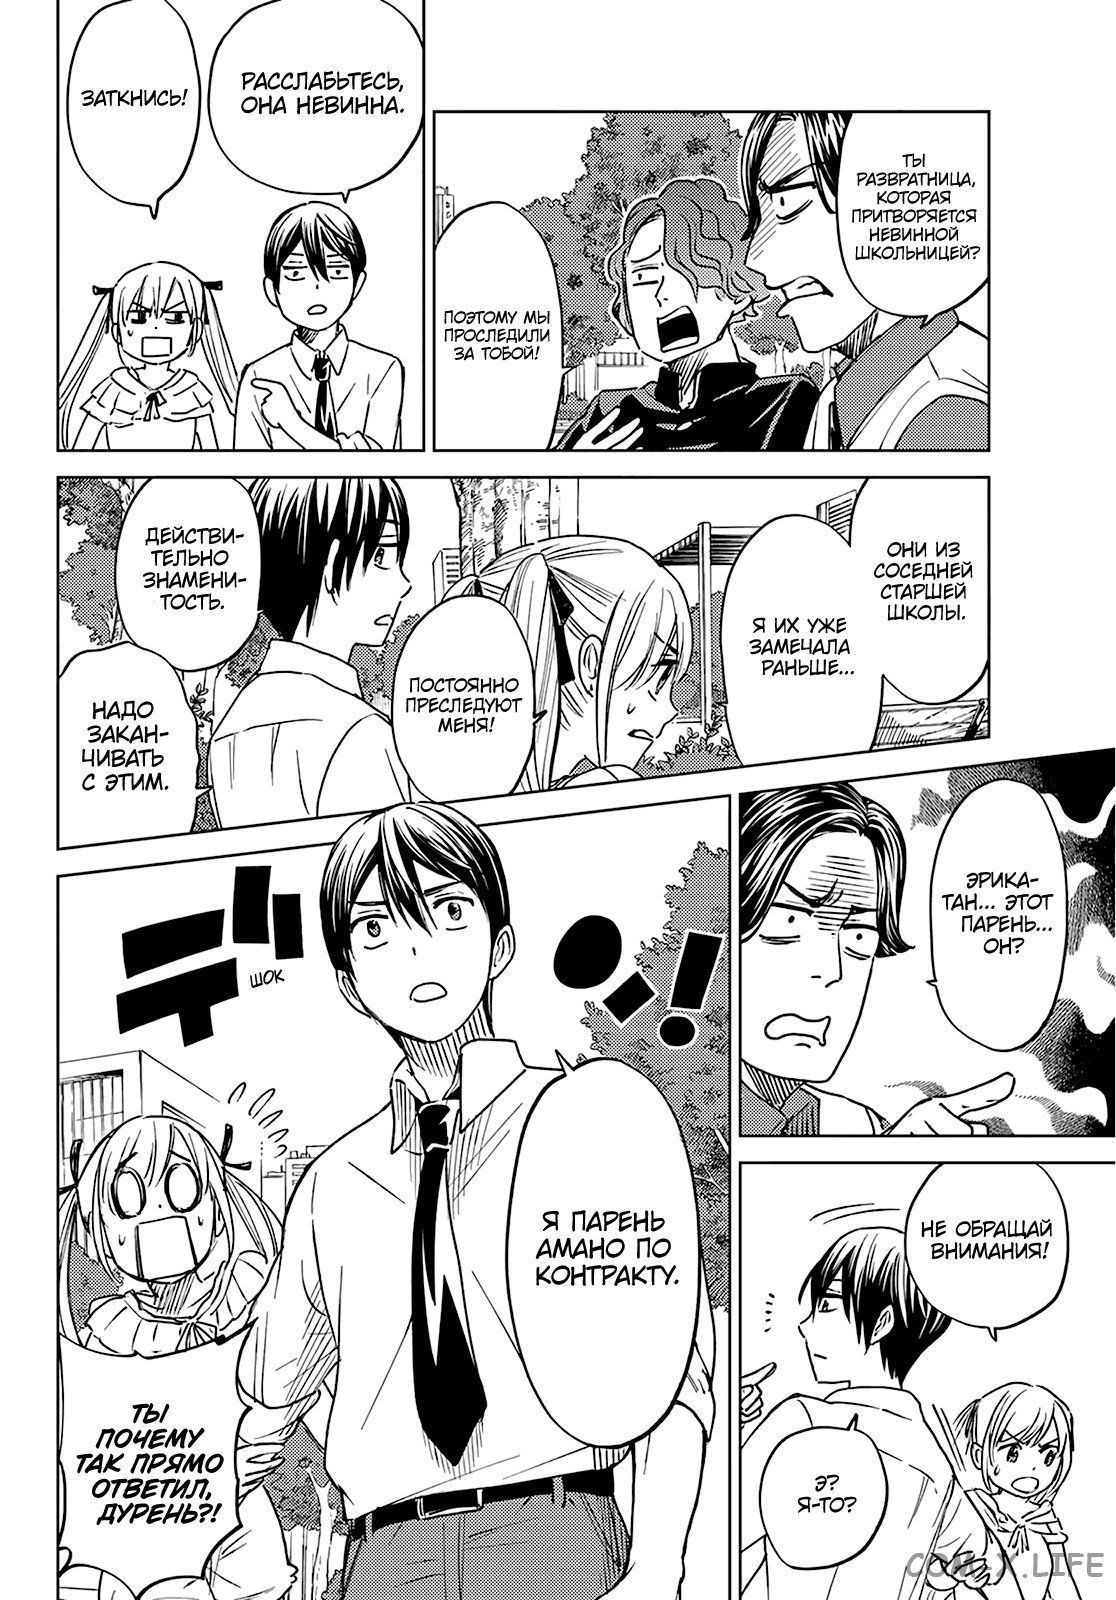 ТЫ
РАЗВРАТНИЦА,
КОТОРАЯ
ПРИТВОРЯЕТСЯ
НЕВИННОЙ
ШКОЛЬНИЦЕЙ?
ПОЭТОМУ МЫ
ПРОСЛЕДИЛИ
ЗА ТОБОЙ!
РАССЛАБЬТЕСЬ,
ОНА НЕВИННА.
ЗАТКНИСЬ!
ОНИ ИЗ
СОСЕДНЕЙ
СТАРШЕЙ
ШКОЛЫ.
Я ИХ УЖЕ
ЗАМЕЧАЛА
РАНЬШЕ...
ПОСТОЯННО
ПРЕСЛЕДУЮТ
МЕНЯ!
ДЕЙСТВИ-
ТЕЛЬНО
ЗНАМЕНИ-
ТОСТЬ.
НАДО
ЗАКАН-
ЧИВАТЬ
С ЭТИМ.
ЭРИКА-
ТАН... ЭТОТ
ПАРЕНЬ...
ОН?
НЕ ОБРАЩАЙ
ВНИМАНИЯ!
Э?
Я-ТО?
!
ШОК
Я ПАРЕНЬ
АМАНО ПО
КОНТРАКТУ.
ТЫ
ПОЧЕМУ
ТАК ПРЯМО
ОТВЕТИЛ,
ДУРЕНЬ?!
COM-X.LIFE